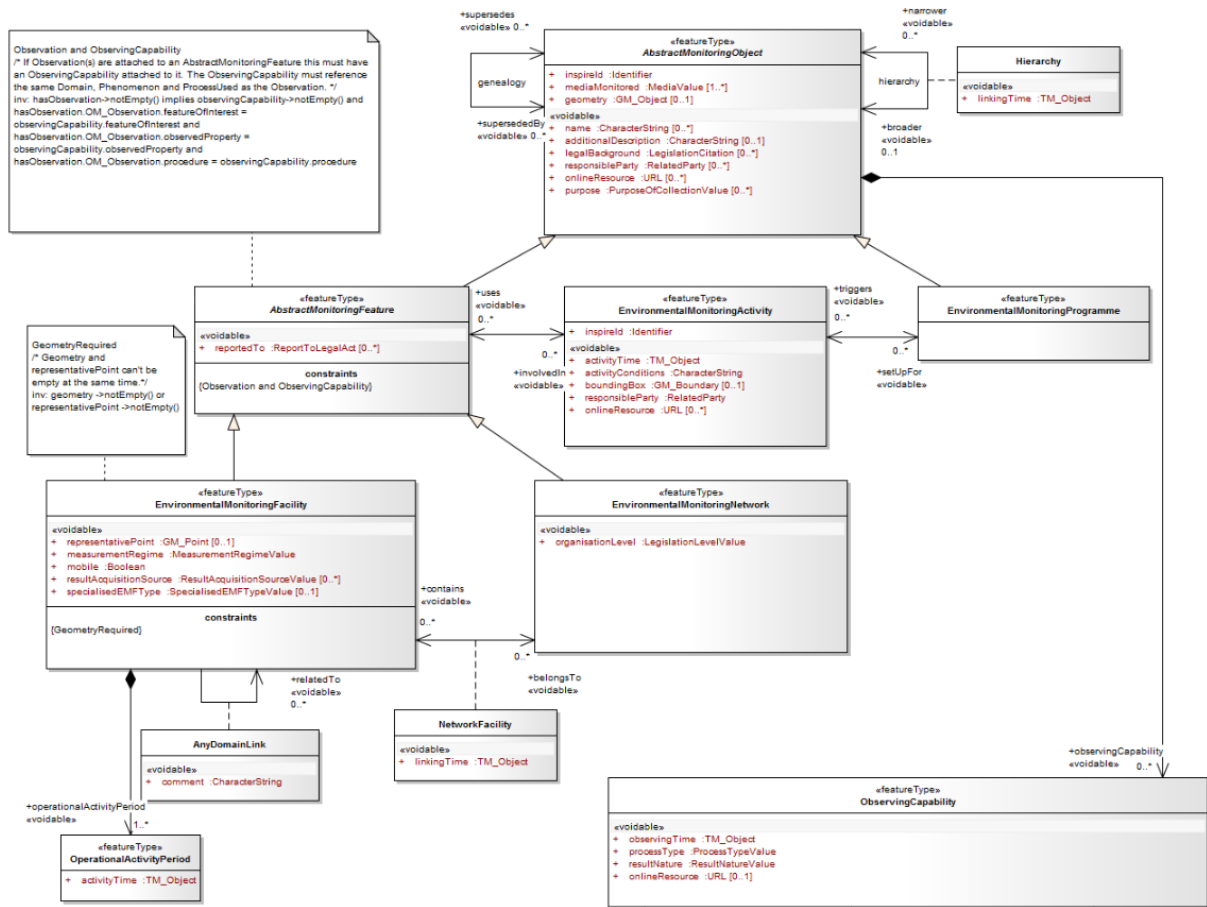 +supersedes
«voidable» 0..*
genealogy
+supersededBy
«voidable» 0..*
«featureType»
AbstractMonitoringObject
+ inspireId :Identifier
+ mediaMonitored :MediaValue [1..*]
+ geometry :GM_Object [0..1]
«voidable»
+ name :CharacterString [0..*]
+ additionalDescription :CharacterString [0..1]
+ legalBackground :LegislationCitation [0..*]
+ responsibleParty :RelatedParty [0..*]
+ onlineResource :URL [0..*]
+ purpose :PurposeOfCollectionValue [0..*]
+narrower
«voidable»
0..*
hierarchy
+broader
«voidable»
0..1
Hierarchy
«voidable»
+ linkingTime :TM_Object
Observation and ObservingCapability
/* If Observation(s) are attached to an AbstractMonitoringFeature this must have
an ObservingCapability attached to it. The ObservingCapability must reference
the same Domain, Phenomenon and ProcessUsed as the Observation. */
inv: hasObservation->notEmpty() implies observingCapability->notEmpty() and
hasObservation.OM_Observation.featureOfInterest =
observingCapability.featureOfInterest and
hasObservation.OM_Observation.observedProperty =
observingCapability.observedProperty and
hasObservation.OM_Observation.procedure = observingCapability.procedure
«featureType»
AbstractMonitoringFeature
«voidable»
+ reportedTo :ReportToLegalAct [0..*]
constraints
{Observation and ObservingCapability}
+uses
«voidable»
0..*
0..*
+involvedIn
«voidable»
«featureType»
EnvironmentalMonitoringActivity
+ inspireId :Identifier
«voidable»
+ activityTime :TM_Object
+ activityConditions :CharacterString
+ boundingBox :GM_Boundary [0..1]
+ responsibleParty :RelatedParty
+ onlineResource :URL [0..*]
+triggers
«voidable»
0..*
0..*
+setUpFor
«voidable»
«featureType»
EnvironmentalMonitoringProgramme
GeometryRequired
/* Geometry and
representativePoint can't be
empty at the same time.*/
inv: geometry ->notEmpty() or
representativePoint ->notEmpty()
«featureType»
EnvironmentalMonitoringFacility
«voidable»
+ representativePoint :GM_Point [0..1]
+ measurementRegime :MeasurementRegimeValue
+ mobile :Boolean
+ resultAcquisitionSource :ResultAcquisitionSourceValue [0..*]
+ specialisedEMFType :SpecialisedEMFTypeValue [0..1]
constraints
{GeometryRequired}
«featureType»
EnvironmentalMonitoringNetwork
«voidable»
+ organisationLevel :LegislationLevelValue
+contains
«voidable»
0..*
0..*
+belongsTo
«voidable»
+relatedTo
«voidable»
0..*
NetworkFacility
«voidable»
+ linkingTime :TM_Object
AnyDomainLink
«voidable»
+ comment :CharacterString
+operationalActivityPeriod
«voidable»
1..*
«featureType»
OperationalActivityPeriod
+ activityTime :TM_Object
+observingCapability
«voidable»
0..*
«featureType»
ObservingCapability
«voidable»
+ observingTime :TM_Object
+ processType :ProcessTypeValue
+ resultNature :ResultNatureValue
+ onlineResource :URL [0..1]